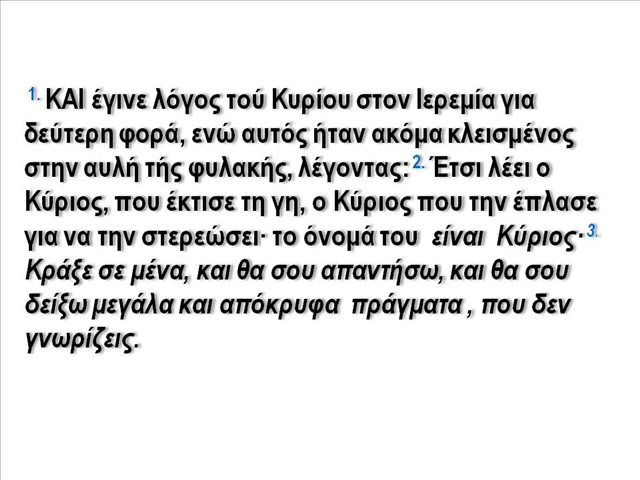 1. ΚΑΙ έγινε λόγος τού Κυρίου στον Ιερεμία για
δεύτερη φορά, ενώ αυτός ήταν ακόμα κλεισμένος
στην αυλή τής φυλακής, λέγοντας: 2. Έτσι λέει ο
Κύριος, που έκτισε τη γη, ο Κύριος που την έπλασε
για να την στερεώσει· το όνομά του είναι Κύριος· 3.
Κράξε σε μένα, και θα σου απαντήσω, και θα σου
δείξω μεγάλα και απόκρυφα πράγματα , που δεν
γνωρίζεις.